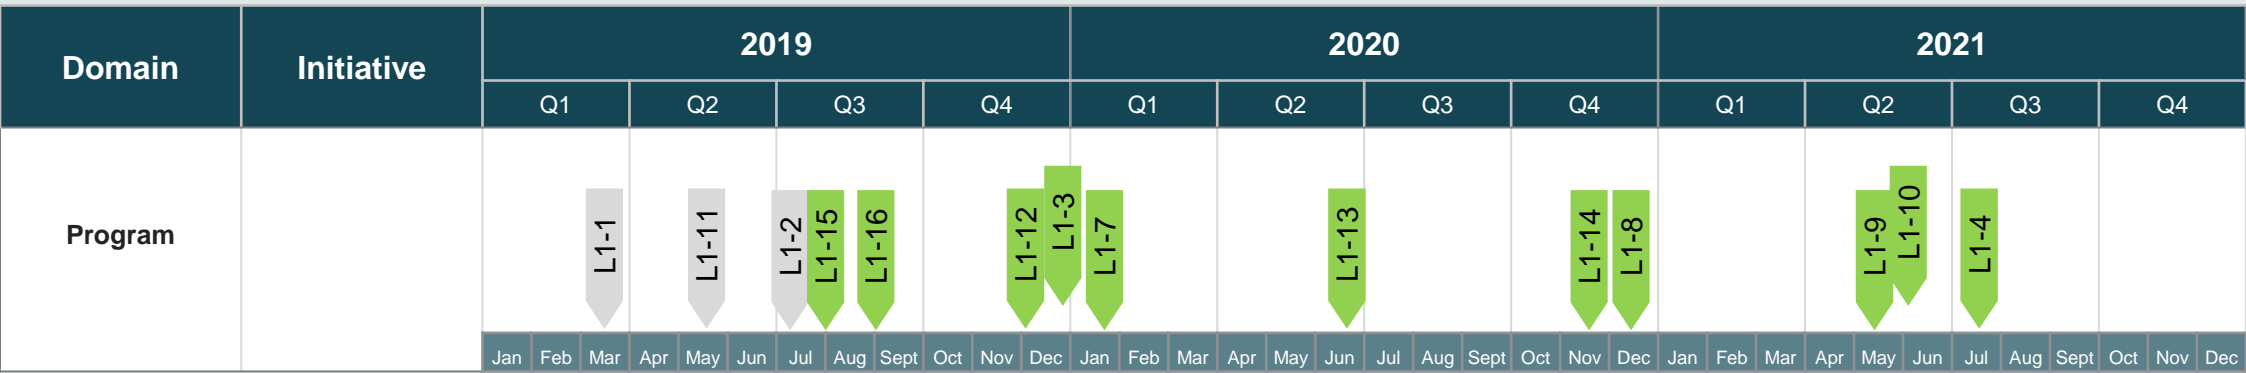 Domain Initiative 2019 2020 2021
Q1 Q2 Q3 Q4 Q1 Q2 Q3 Q4 Q1 Q2 Q3 Q4
Program
L1-1 L1-11 L1-2 L1-15 L1-16 L1-12 L1-3 L1-7 L1-13 L1-14 L1-8 L1-9 L1-10 L1-4
Jan Feb Mar Apr May Jun Jul Aug Sept Oct Nov Dec Jan Feb Mar Apr May Jun Jul Aug Sept Oct Nov Dec Jan Feb Mar Apr May Jun Jul Aug Sept Oct Nov Dec